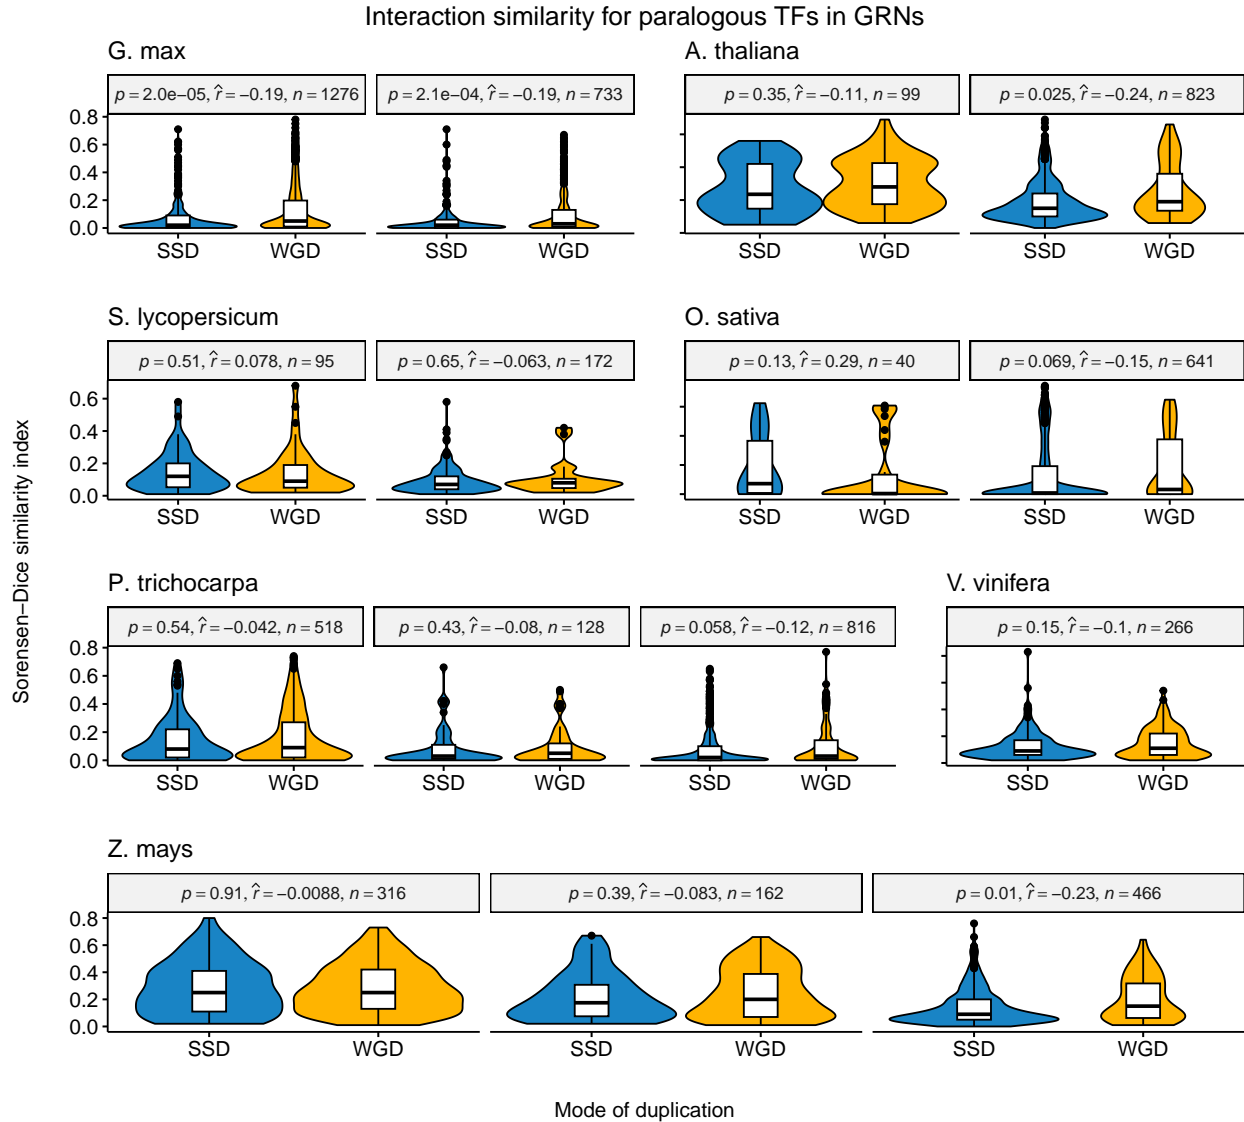 Interaction similarity for paralogous TFs in GRNs
G. max
A. thaliana
p = 2.0e−05, r̂ = −0.19, n = 1276
p = 2.1e−04, r̂ = −0.19, n = 733
p = 0.35, r̂ = −0.11, n = 99
p = 0.025, r̂ = −0.24, n = 823
0.8
0.6
0.4
0.2
0.0
SSD WGD SSD WGD SSD WGD SSD WGD
S. lycopersicum
O. sativa
p = 0.51, r̂ = 0.078, n = 95
p = 0.65, r̂ = −0.063, n = 172
p = 0.13, r̂ = 0.29, n = 40
p = 0.069, r̂ = −0.15, n = 641
0.6
0.4
0.2
0.0
SSD WGD SSD WGD SSD WGD SSD WGD
Sorensen−Dice similarity index
P. trichocarpa
V. vinifera
p = 0.54, r̂ = −0.042, n = 518
p = 0.43, r̂ = −0.08, n = 128
p = 0.058, r̂ = −0.12, n = 816
p = 0.15, r̂ = −0.1, n = 266
0.8
0.6
0.4
0.2
0.0
SSD WGD SSD WGD SSD WGD SSD WGD
Z. mays
p = 0.91, r̂ = −0.0088, n = 316
p = 0.39, r̂ = −0.083, n = 162
p = 0.01, r̂ = −0.23, n = 466
0.8
0.6
0.4
0.2
0.0
SSD WGD SSD WGD SSD WGD
Mode of duplication